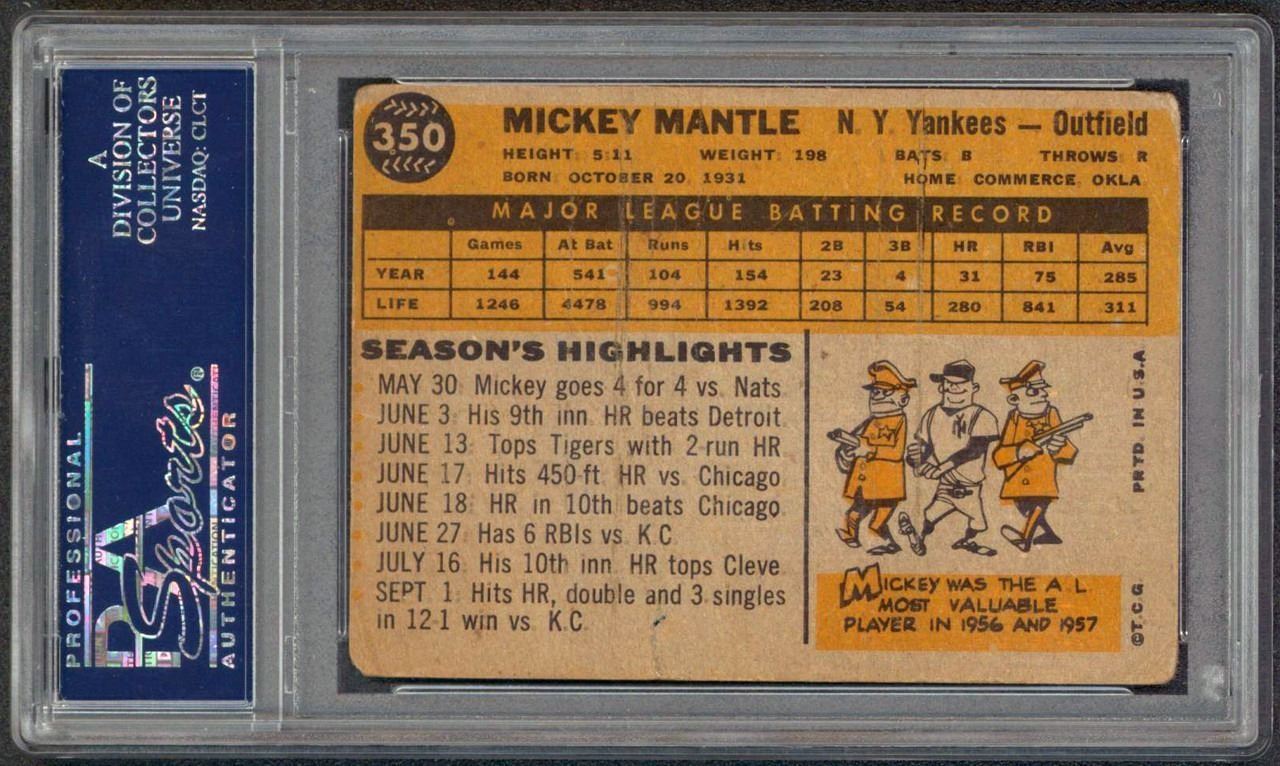 A
DIVISION OF
COLLECTORS
UNIVERSE
NASDAQ: CLCT
PROFESSIONAL
PSA
Sports®
AUTHENTICATOR
350
MICKEY MANTLE N. Y. Yankees — Outfield
HEIGHT: 5:11 WEIGHT: 198 BATS: B THROWS: R
BORN: OCTOBER 20, 1931 HOME: COMMERCE, OKLA.
MAJOR LEAGUE BATTING RECORD
Games At Bat Runs Hits 2B 3B HR RBI Avg.
YEAR 144 541 104 154 23 4 31 75 .285
LIFE 1246 4478 994 1392 208 54 280 841 .311
SEASON'S HIGHLIGHTS
MAY 30: Mickey goes 4 for 4 vs. Nats.
JUNE 3: His 9th inn. HR beats Detroit.
JUNE 13: Tops Tigers with 2-run HR.
JUNE 17: Hits 450-ft. HR vs. Chicago.
JUNE 18: HR in 10th beats Chicago.
JUNE 27: Has 6 RBIs vs. K.C.
JULY 16: His 10th inn. HR tops Cleve.
SEPT. 1: Hits HR, double and 3 singles
in 12-1 win vs. K.C.
NY
MICKEY WAS THE A.L.
MOST VALUABLE
PLAYER IN 1956 AND 1957
©T.C.G. PRTD. IN U.S.A.